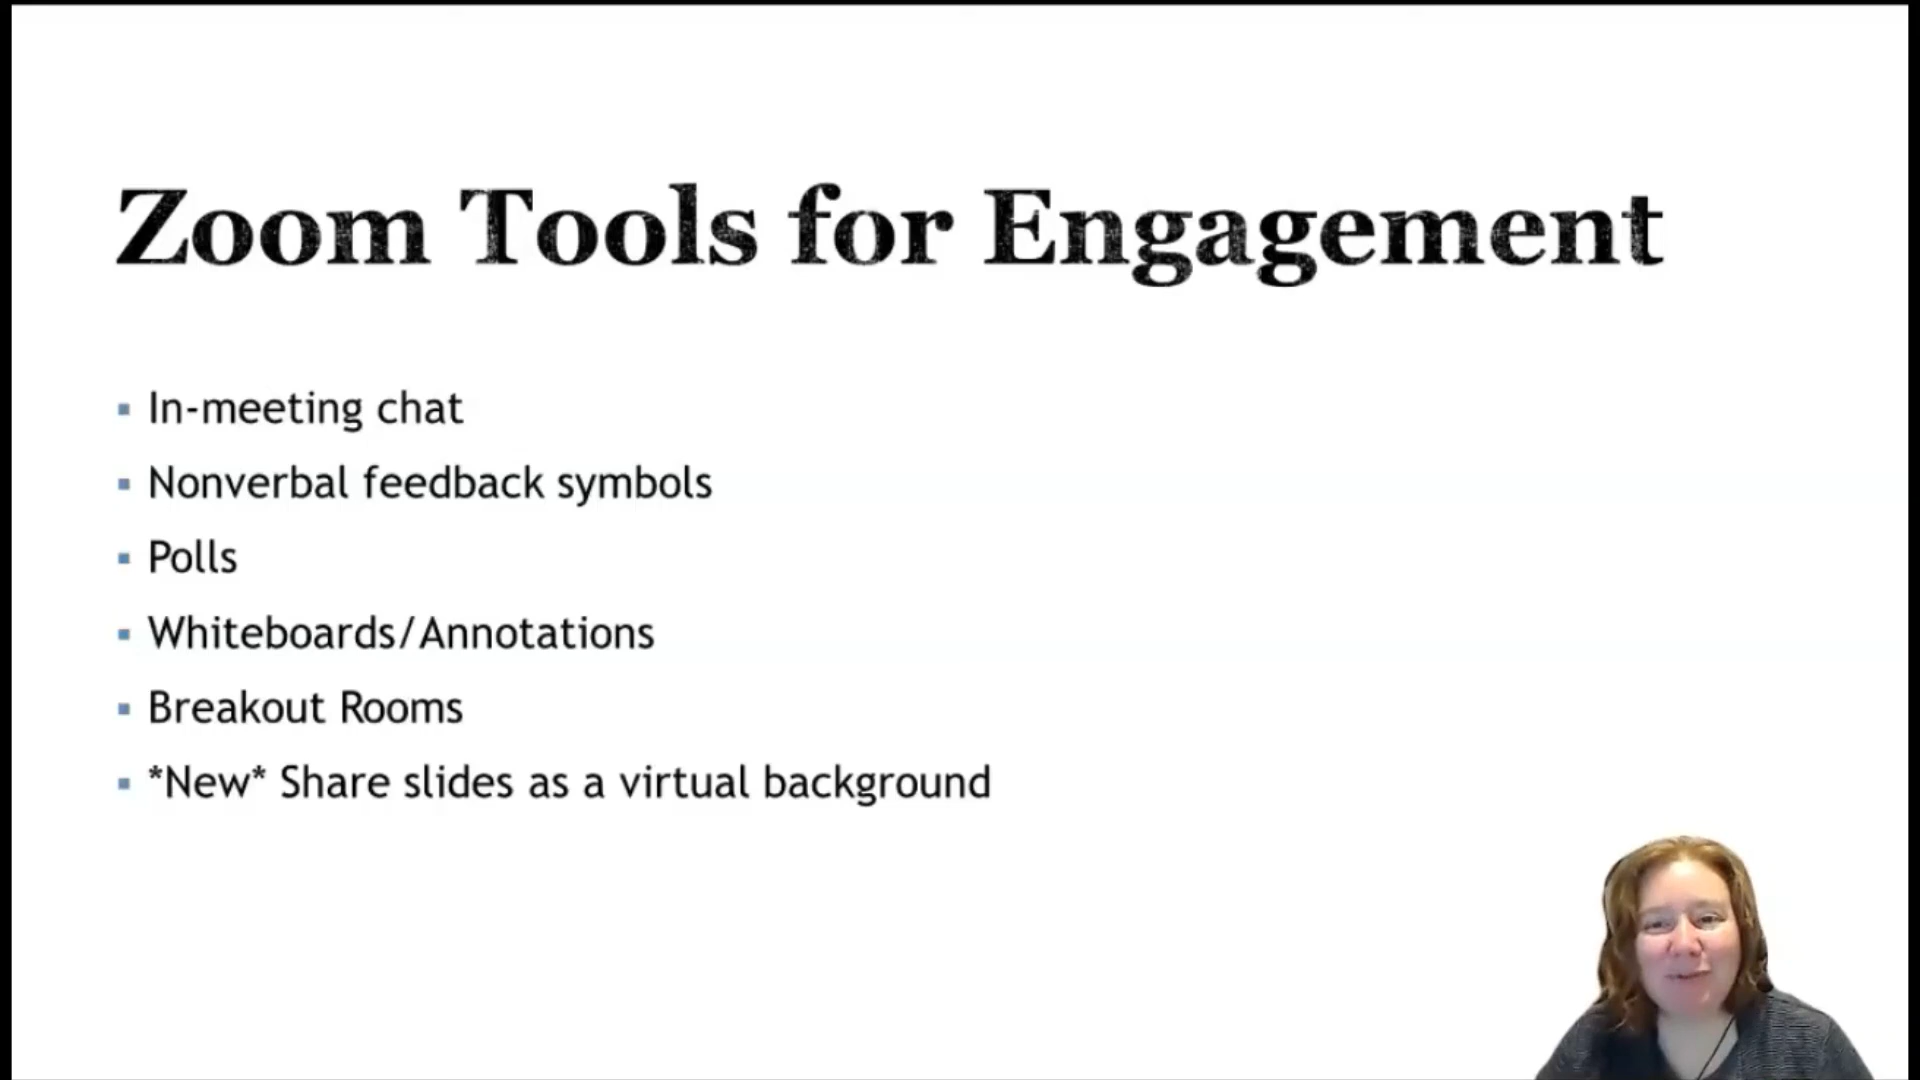 Zoom Tools for Engagement
In-meeting chat
Nonverbal feedback symbols
Polls
Whiteboards/Annotations
Breakout Rooms
*New* Share slides as a virtual background